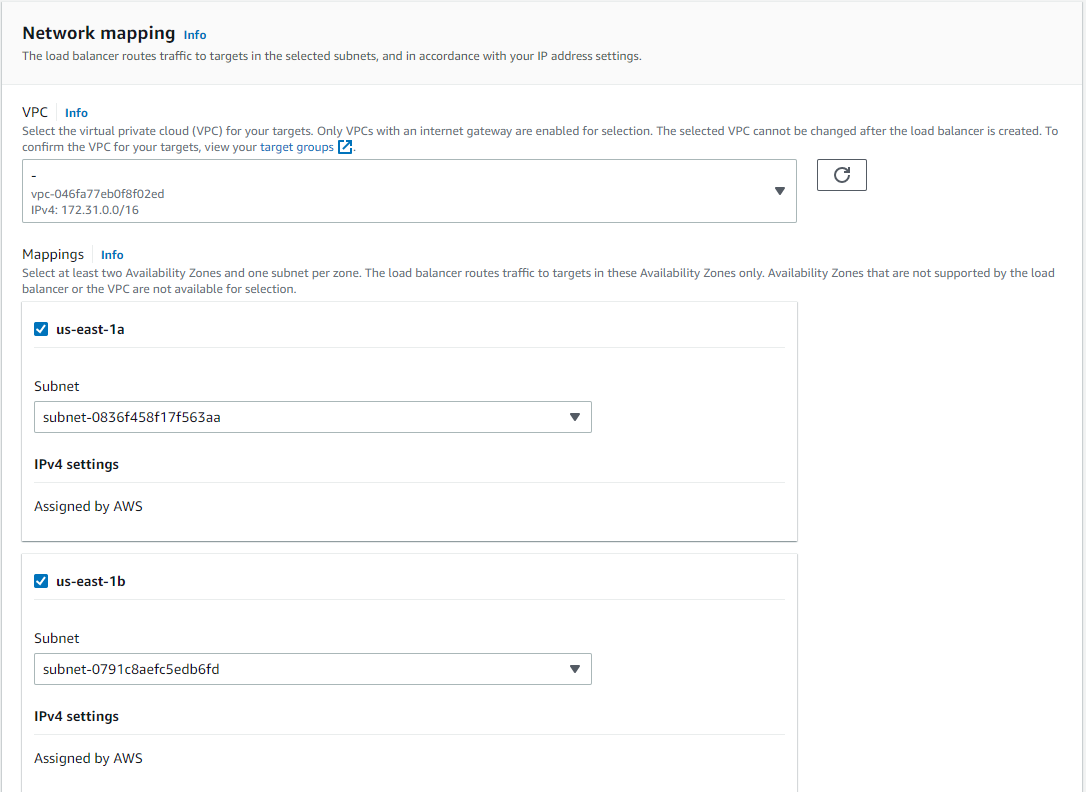 Network mapping Info
The load balancer routes traffic to targets in the selected subnets, and in accordance with your IP address settings.
VPC Info
Select the virtual private cloud (VPC) for your targets. Only VPCs with an internet gateway are enabled for selection. The selected VPC cannot be changed after the load balancer is created. To
confirm the VPC for your targets, view your target groups.
-
vpc-046fa77eb0f8f02ed
IPv4: 172.31.0.0/16
Mappings Info
Select at least two Availability Zones and one subnet per zone. The load balancer routes traffic to targets in these Availability Zones only. Availability Zones that are not supported by the load
balancer or the VPC are not available for selection.
us-east-1a
Subnet
subnet-0836f458f17f563aa
IPv4 settings
Assigned by AWS
us-east-1b
Subnet
subnet-0791c8aefc5edb6fd
IPv4 settings
Assigned by AWS